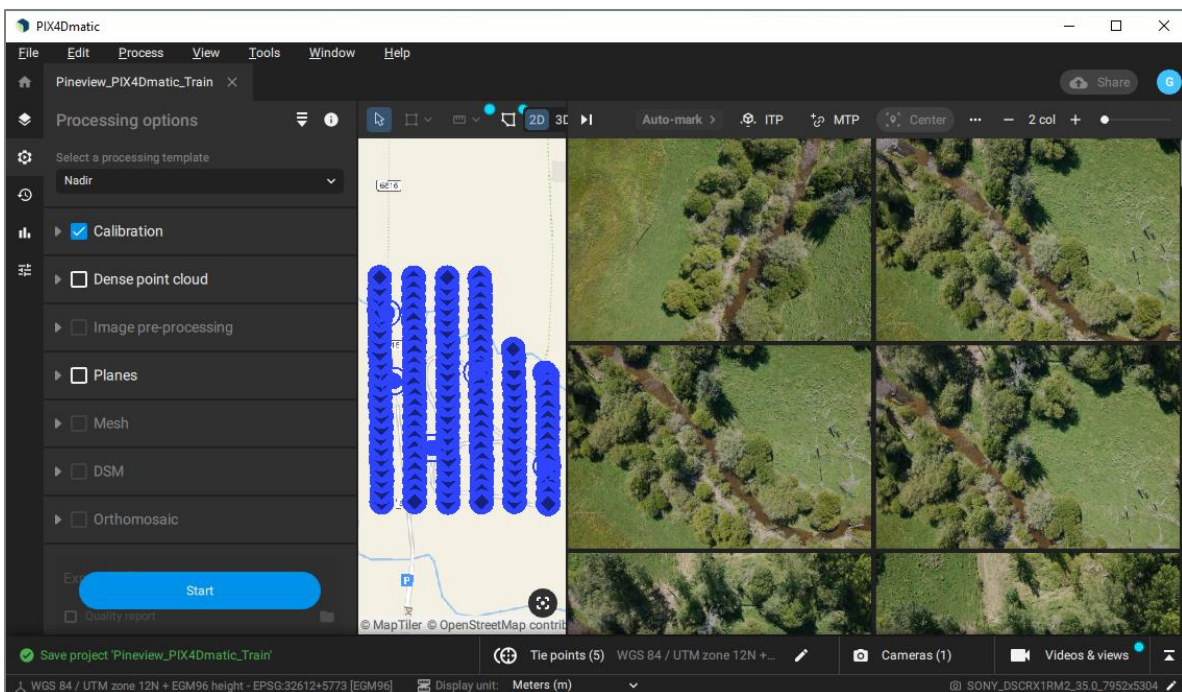 PIX4Dmatic
File Edit Process View Tools Window Help
Pineview_PIX4Dmatic_Train
Share
G
Processing options
Select a processing template
Nadir
Calibration
Dense point cloud
Image pre-processing
Planes
Mesh
DSM
Orthomosaic
Start
Quality report
2D 3D
6616
P
© MapTiler © OpenStreetMap contrib
Auto-mark > ITP MTP Center ... − 2 col +
Save project 'Pineview_PIX4Dmatic_Train'
Tie points (5) WGS 84 / UTM zone 12N +... Cameras (1) Videos & views
WGS 84 / UTM zone 12N + EGM96 height - EPSG:32612+5773 [EGM96] Display unit: Meters (m) SONY_DSCRX1RM2_35.0_7952x5304